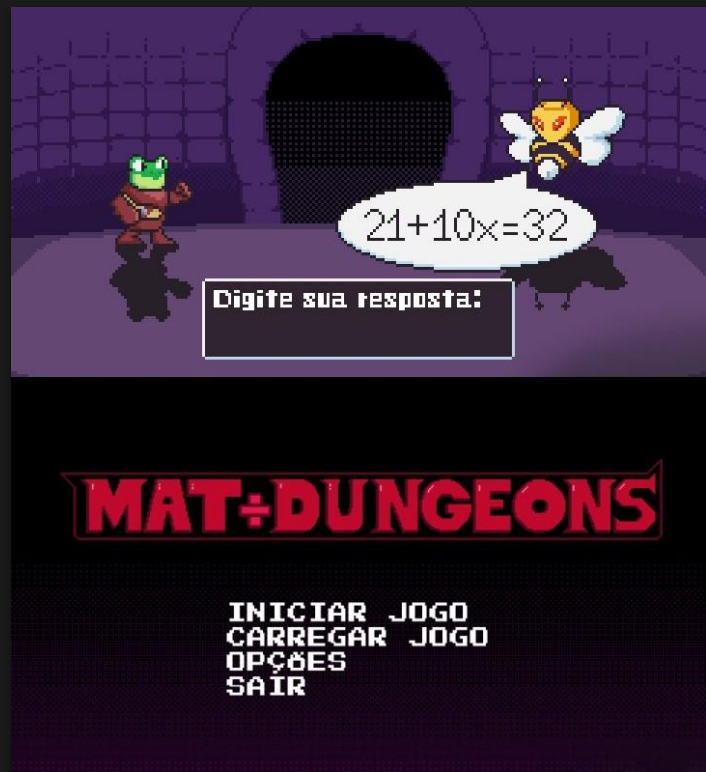 21+10x=32
Digite sua resposta:
MAT÷DUNGEONS
INICIAR JOGO
CARREGAR JOGO
OPÇÕES
SAIR